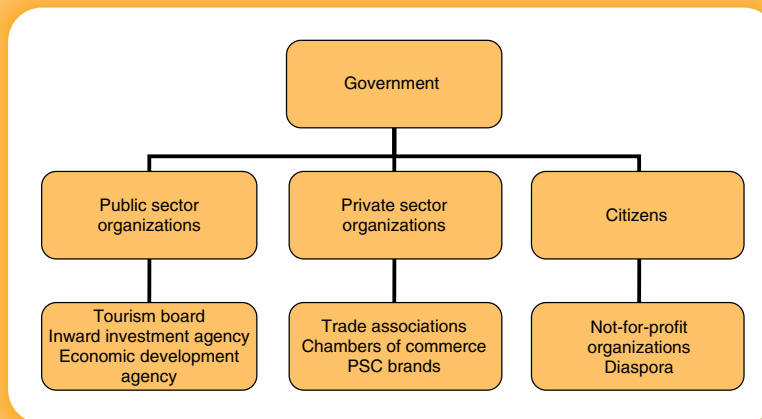 Government
Public sector
organizations
Private sector
organizations
Citizens
Tourism board
Inward investment agency
Economic development
agency
Trade associations
Chambers of commerce
PSC brands
Not-for-profit
organizations
Diaspora